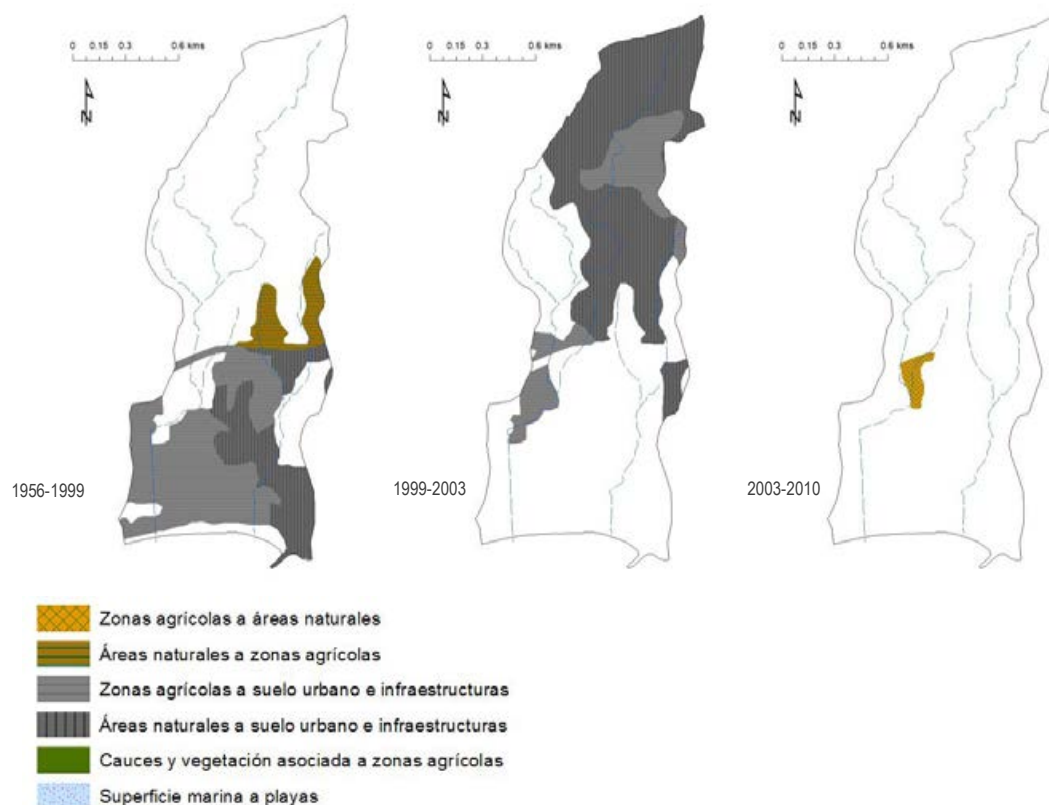 0 0.15 0.3 0.6 kms
0 0.15 0.3 0.6 kms
0 0.15 0.3 0.6 kms
N
N
N
1956-1999
1999-2003
2003-2010
Zonas agrícolas a áreas naturales
Áreas naturales a zonas agrícolas
Zonas agrícolas a suelo urbano e infraestructuras
Áreas naturales a suelo urbano e infraestructuras
Cauces y vegetación asociada a zonas agrícolas
Superficie marina a playas